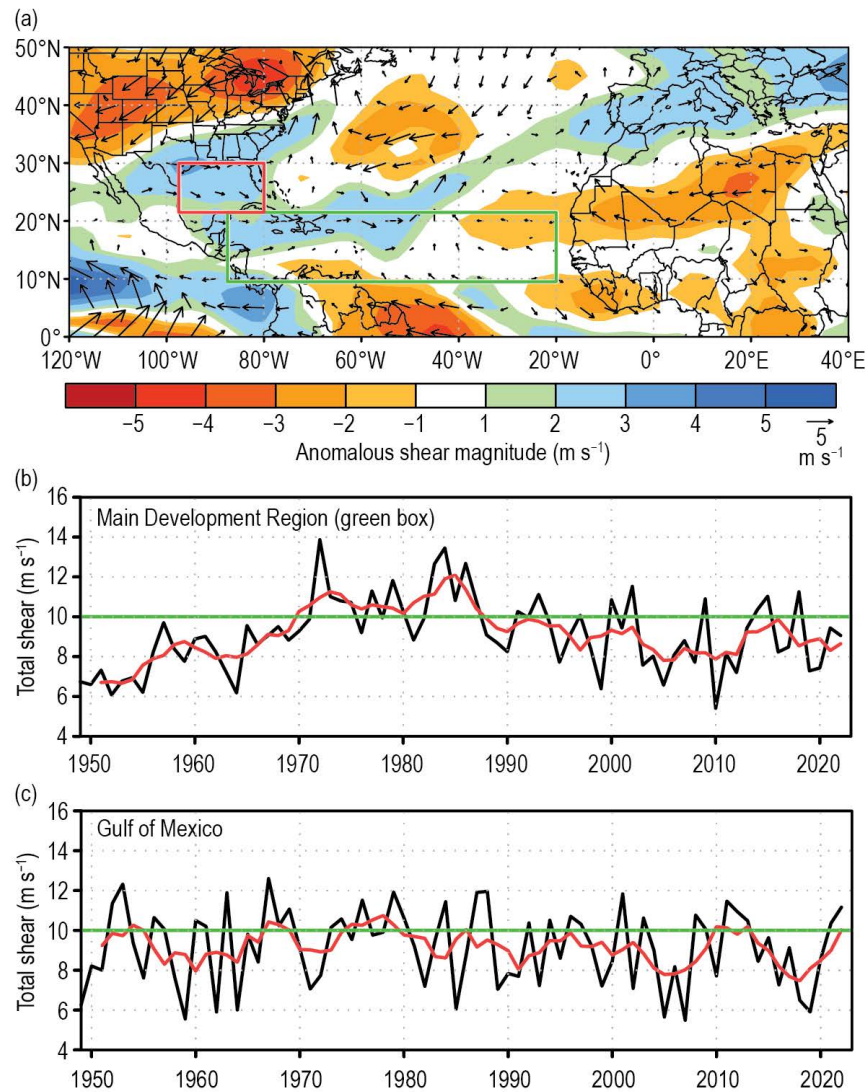 (a)
50°N
40°N
30°N
20°N
10°N
0°
120°W 100°W 80°W 60°W 40°W 20°W 0° 20°E 40°E
−5 −4 −3 −2 −1 1 2 3 4 5 5
Anomalous shear magnitude (m s⁻¹) m s⁻¹
(b)
16
14
12
10
8
6
4
Total shear (m s⁻¹)
Main Development Region (green box)
1950 1960 1970 1980 1990 2000 2010 2020
(c)
16
14
12
10
8
6
4
Total shear (m s⁻¹)
Gulf of Mexico
1950 1960 1970 1980 1990 2000 2010 2020